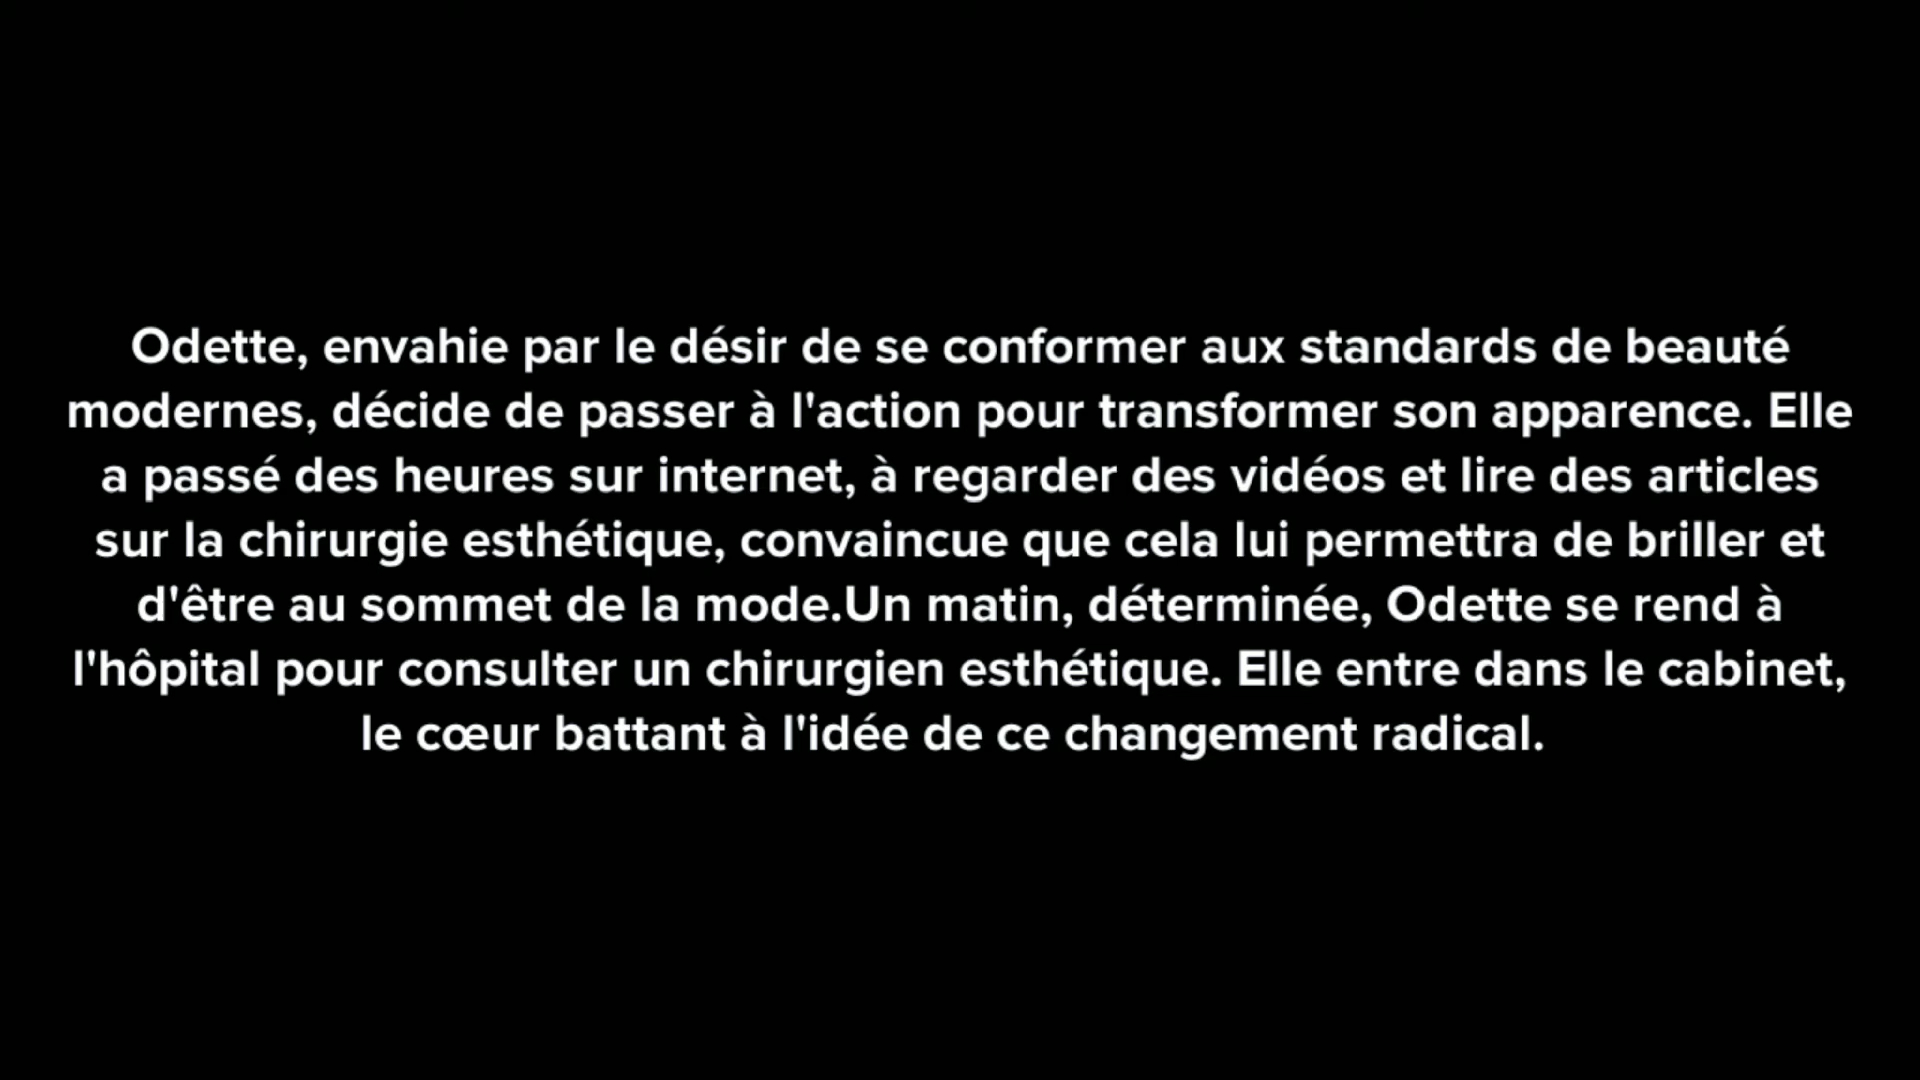 Odette, envahie par le désir de se conformer aux standards de beauté
modernes, décide de passer à l'action pour transformer son apparence. Elle
a passé des heures sur internet, à regarder des vidéos et lire des articles
sur la chirurgie esthétique, convaincue que cela lui permettra de briller et
d'être au sommet de la mode.Un matin, déterminée, Odette se rend à
l'hôpital pour consulter un chirurgien esthétique. Elle entre dans le cabinet,
le cœur battant à l'idée de ce changement radical.